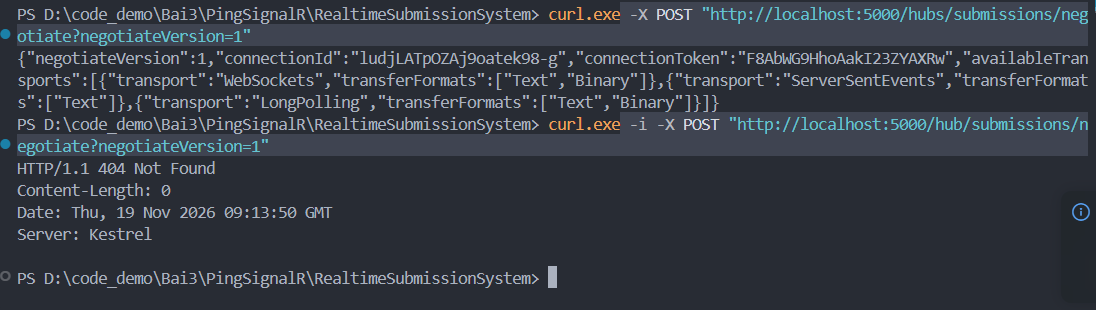 PS D:\code_demo\Bai3\PingSignalR\RealtimeSubmissionSystem> curl.exe -X POST "http://localhost:5000/hubs/submissions/neg
otiate?negotiateVersion=1"
{"negotiateVersion":1,"connectionId":"ludjLATpOZAj9oatek98-g","connectionToken":"F8AbWG9HhoAakI23ZYAXRw","availableTran
sports":[{"transport":"WebSockets","transferFormats":["Text","Binary"]},{"transport":"ServerSentEvents","transferFormat
s":["Text"]},{"transport":"LongPolling","transferFormats":["Text","Binary"]}]}
PS D:\code_demo\Bai3\PingSignalR\RealtimeSubmissionSystem> curl.exe -i -X POST "http://localhost:5000/hub/submissions/n
egotiate?negotiateVersion=1"
HTTP/1.1 404 Not Found
Content-Length: 0
Date: Thu, 19 Nov 2026 09:13:50 GMT
Server: Kestrel
PS D:\code_demo\Bai3\PingSignalR\RealtimeSubmissionSystem>